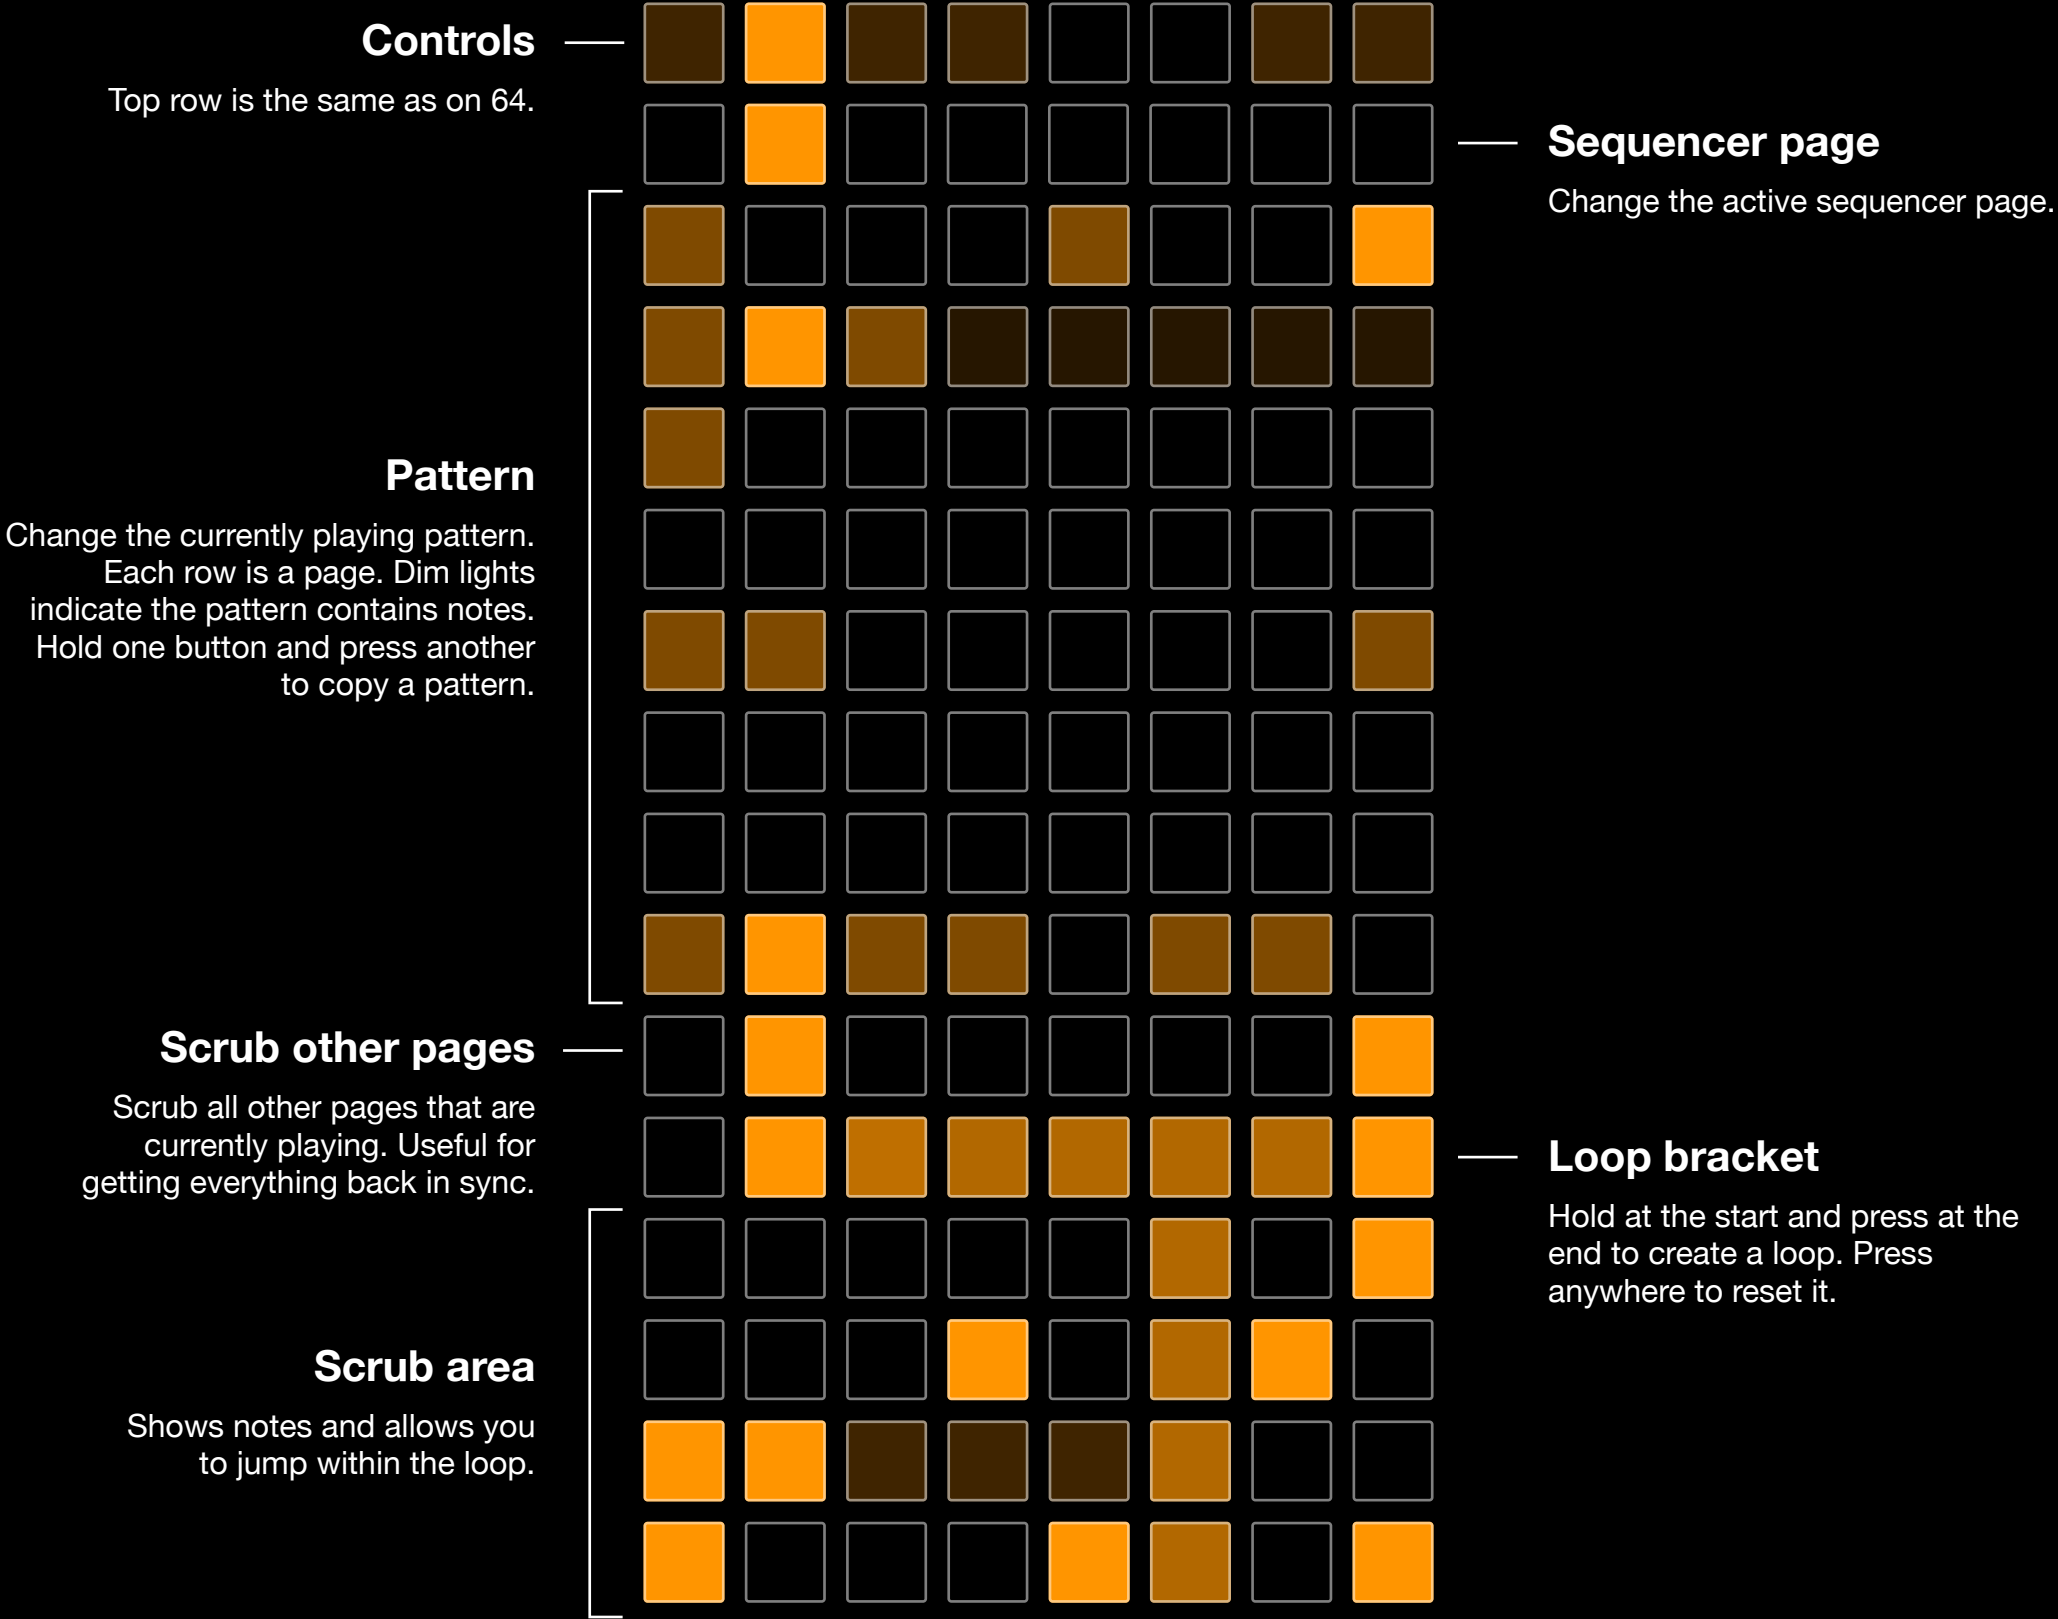 Controls
Top row is the same as on 64.
Sequencer page
Change the active sequencer page.
Pattern
Change the currently playing pattern.
Each row is a page. Dim lights
indicate the pattern contains notes.
Hold one button and press another
to copy a pattern.
Scrub other pages
Scrub all other pages that are
currently playing. Useful for
getting everything back in sync.
Loop bracket
Hold at the start and press at the
end to create a loop. Press
anywhere to reset it.
Scrub area
Shows notes and allows you
to jump within the loop.